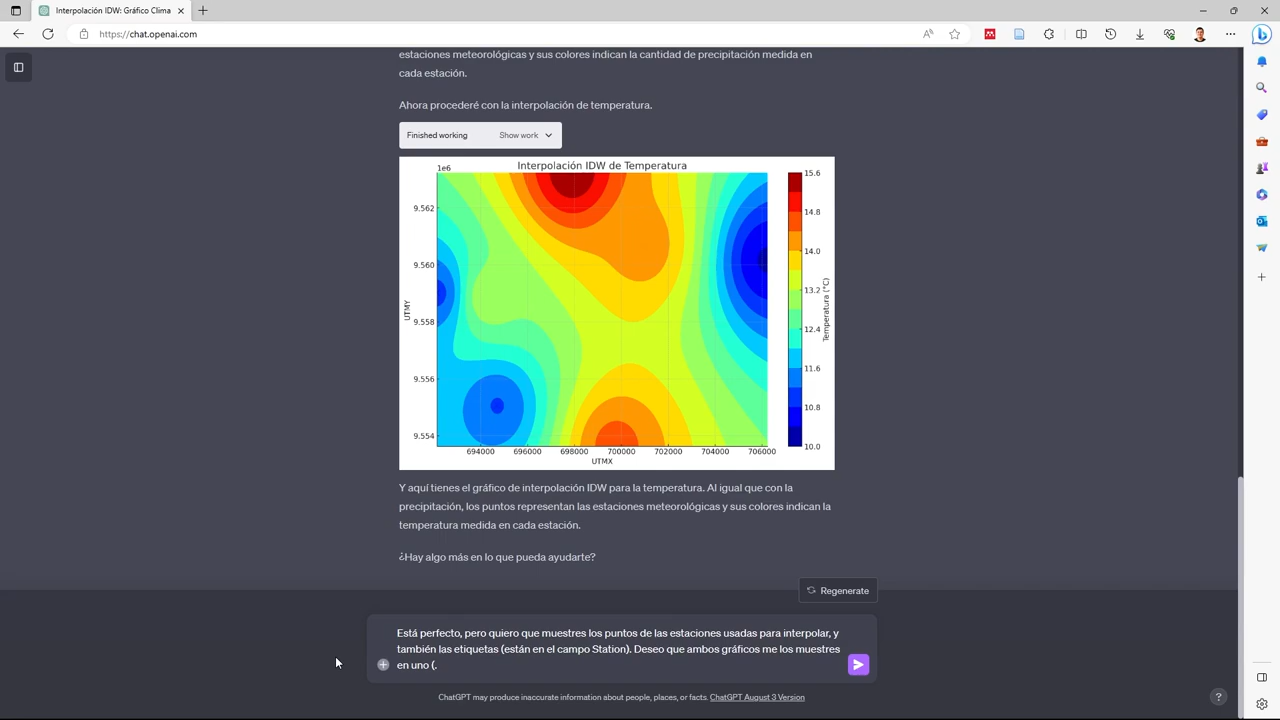 Interpolación IDW: Gráfico Clima
https://chat.openai.com
estaciones meteorológicas y sus colores indican la cantidad de precipitación medida en
cada estación.
Ahora procederé con la interpolación de temperatura.
Finished working Show work
Interpolación IDW de Temperatura
1e6
9.562
9.560
9.558
9.556
9.554
UTMY
694000 696000 698000 700000 702000 704000 706000
UTMX
15.6
14.8
14.0
13.2
12.4
11.6
10.8
10.0
Temperatura (°C)
Y aquí tienes el gráfico de interpolación IDW para la temperatura. Al igual que con la
precipitación, los puntos representan las estaciones meteorológicas y sus colores indican la
temperatura medida en cada estación.
¿Hay algo más en lo que pueda ayudarte?
Regenerate
Está perfecto, pero quiero que muestres los puntos de las estaciones usadas para interpolar, y
también las etiquetas (están en el campo Station). Deseo que ambos gráficos me los muestres
en uno (.
ChatGPT may produce inaccurate information about people, places, or facts. ChatGPT August 3 Version